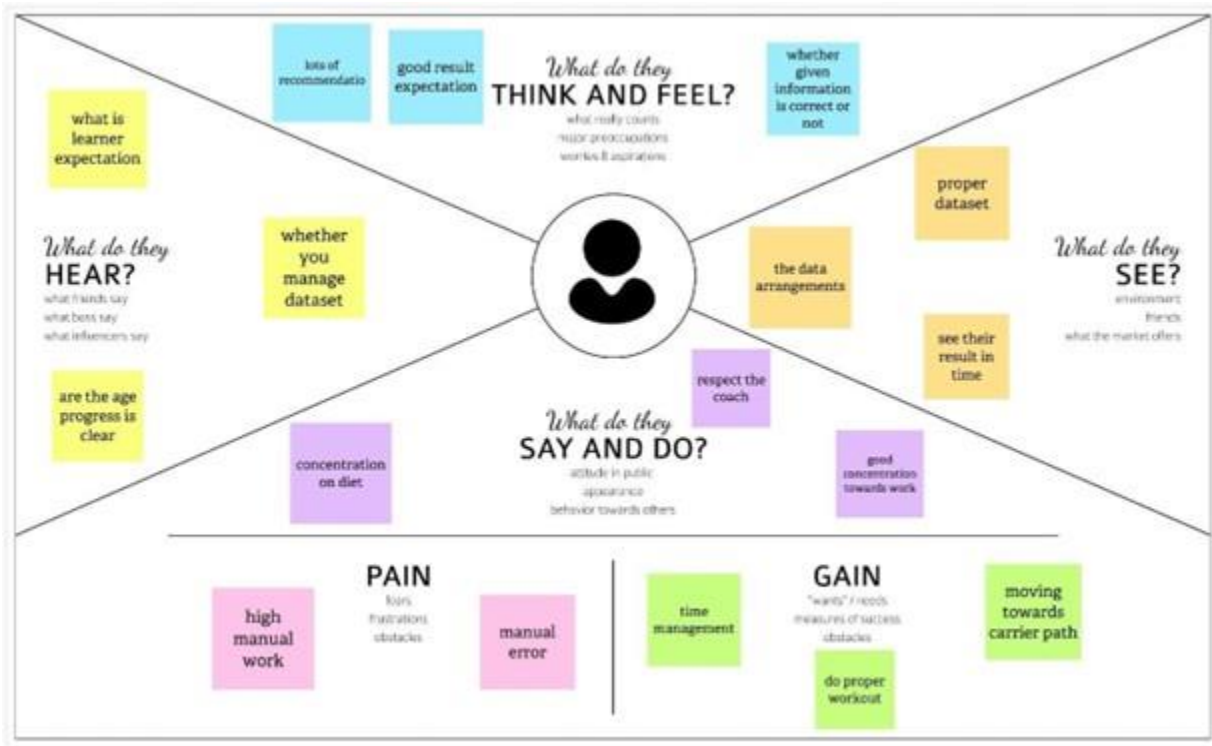 lots of
recommendatio
good result
expectation
What do they
THINK AND FEEL?
what really counts
major preoccupations
worries & aspirations
whether
given
information
is correct or
not
what is
learner
expectation
whether
you
manage
dataset
What do they
HEAR?
what friends say
what boss say
what influencers say
are the age
progress is
clear
proper
dataset
the data
arrangements
What do they
SEE?
environment
friends
what the market offers
see their
result in
time
respect the
coach
What do they
SAY AND DO?
attitude in public
appearance
behavior towards others
concentration
on diet
good
concentration
towards work
PAIN
fears
frustrations
obstacles
high
manual
work
manual
error
GAIN
"wants" / needs
measures of success
obstacles
time
management
moving
towards
carrier path
do proper
workout